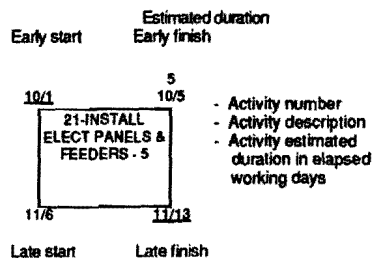 Estimated duration
Early start Early finish
5
10/1 10/5
21-INSTALL
ELECT PANELS &
FEEDERS - 5
- Activity number
- Activity description
- Activity estimated
duration in elapsed
working days
11/6 11/13
Late start Late finish